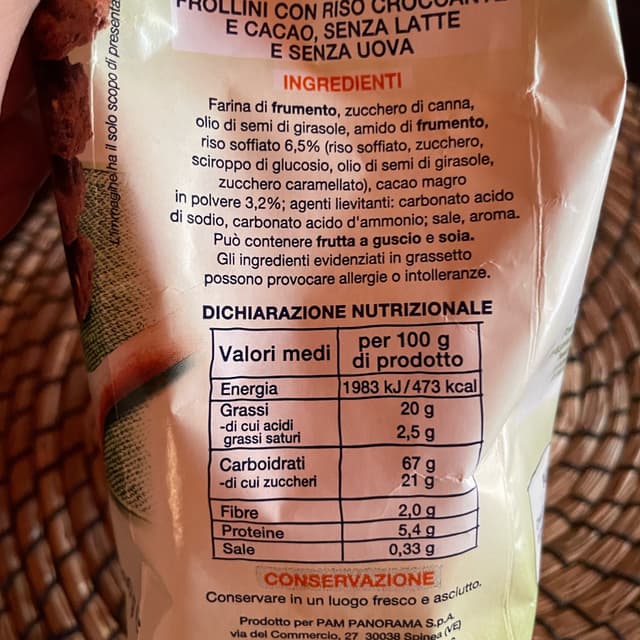 FROLLINI CON RISO CROCCANTE
E CACAO, SENZA LATTE
E SENZA UOVA
INGREDIENTI
Farina di frumento, zucchero di canna,
olio di semi di girasole, amido di frumento,
riso soffiato 6,5% (riso soffiato, zucchero,
sciroppo di glucosio, olio di semi di girasole,
zucchero caramellato), cacao magro
in polvere 3,2%; agenti lievitanti: carbonato acido
di sodio, carbonato acido d'ammonio; sale, aroma.
Può contenere frutta a guscio e soia.
Gli ingredienti evidenziati in grassetto
possono provocare allergie o intolleranze.
DICHIARAZIONE NUTRIZIONALE
Valori medi per 100 g
di prodotto
Energia 1983 kJ/473 kcal
Grassi 20 g
-di cui acidi
grassi saturi 2,5 g
Carboidrati 67 g
-di cui zuccheri 21 g
Fibre 2,0 g
Proteine 5,4 g
Sale 0,33 g
CONSERVAZIONE
Conservare in un luogo fresco e asciutto.
Prodotto per PAM PANORAMA S.p.A.
via del Commercio, 27 30038 Spinea (VE)
L'immagine ha il solo scopo di presenta